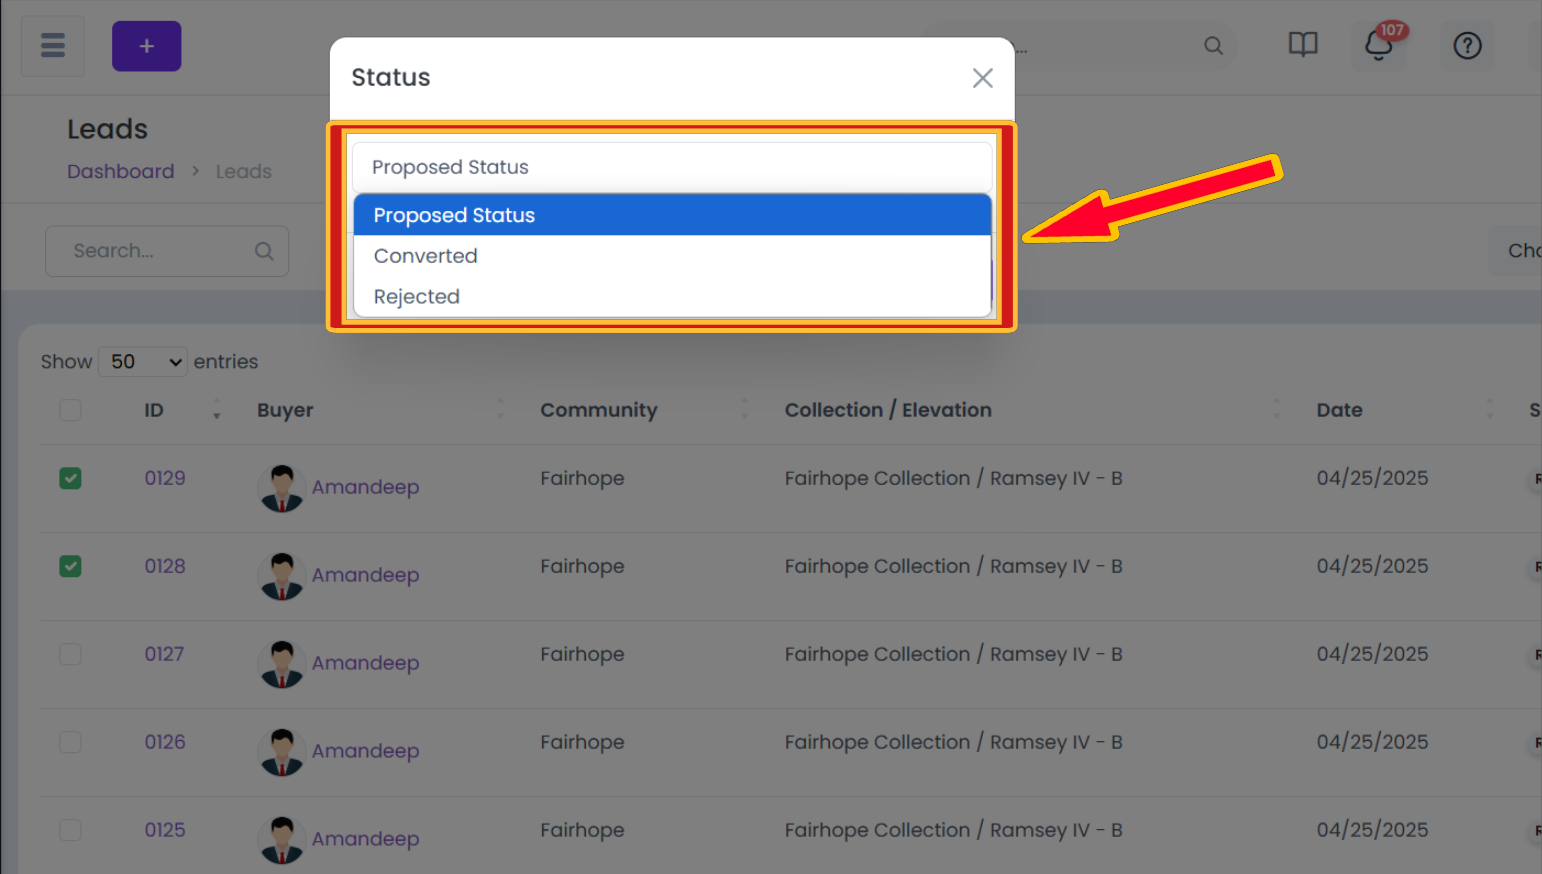 +
Status
...
107
Leads
Dashboard > Leads
Proposed Status
Proposed Status
Converted
Rejected
Search...
Show 50 entries
ID Buyer Community Collection / Elevation Date
0129 Amandeep Fairhope Fairhope Collection / Ramsey IV - B 04/25/2025
0128 Amandeep Fairhope Fairhope Collection / Ramsey IV - B 04/25/2025
0127 Amandeep Fairhope Fairhope Collection / Ramsey IV - B 04/25/2025
0126 Amandeep Fairhope Fairhope Collection / Ramsey IV - B 04/25/2025
0125 Amandeep Fairhope Fairhope Collection / Ramsey IV - B 04/25/2025